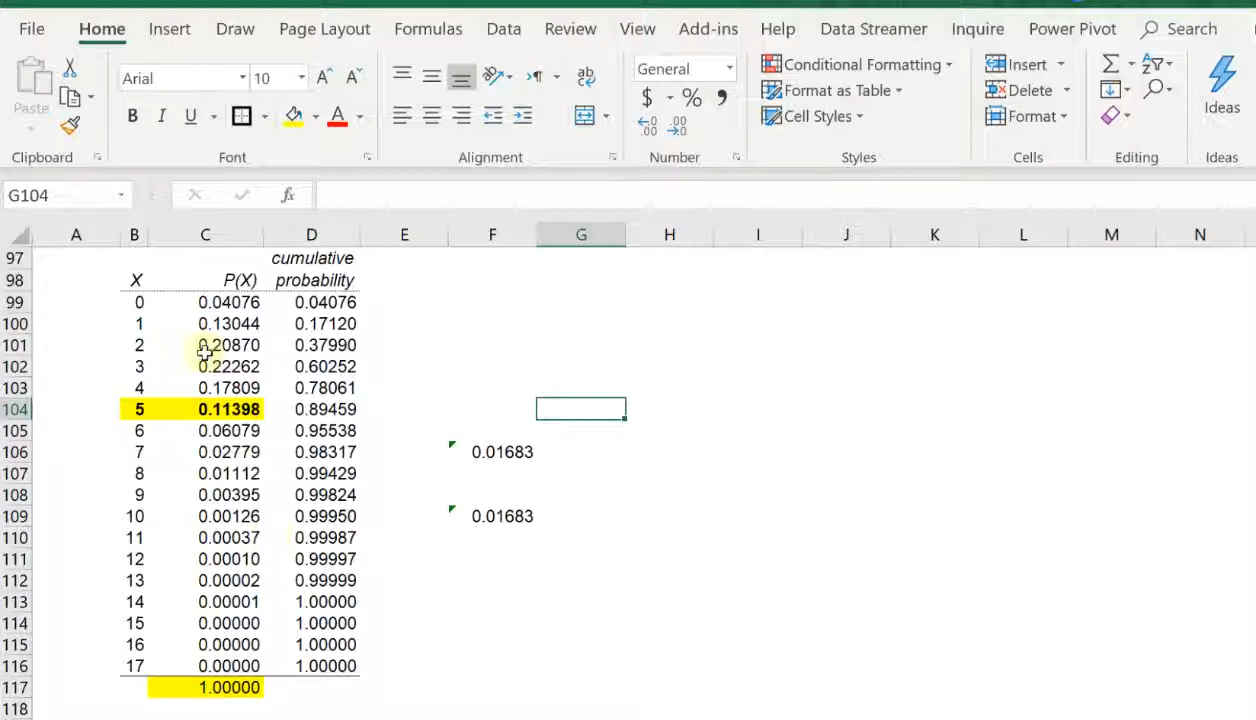 File Home Insert Draw Page Layout Formulas Data Review View Add-ins Help Data Streamer Inquire Power Pivot Search
Paste
Arial 10 A A
General
Conditional Formatting
Insert
Σ
Ideas
B I U A
ab
$ % 9
Format as Table
Delete
.00 .00
Cell Styles
Format
Clipboard Font Alignment Number Styles Cells Editing Ideas
G104 fx
A B C D E F G H I J K L M N
97 cumulative
98 X P(X) probability
99 0 0.04076 0.04076
100 1 0.13044 0.17120
101 2 0.20870 0.37990
102 3 0.22262 0.60252
103 4 0.17809 0.78061
104 5 0.11398 0.89459
105 6 0.06079 0.95538
106 7 0.02779 0.98317 0.01683
107 8 0.01112 0.99429
108 9 0.00395 0.99824
109 10 0.00126 0.99950 0.01683
110 11 0.00037 0.99987
111 12 0.00010 0.99997
112 13 0.00002 0.99999
113 14 0.00001 1.00000
114 15 0.00000 1.00000
115 16 0.00000 1.00000
116 17 0.00000 1.00000
117 1.00000
118